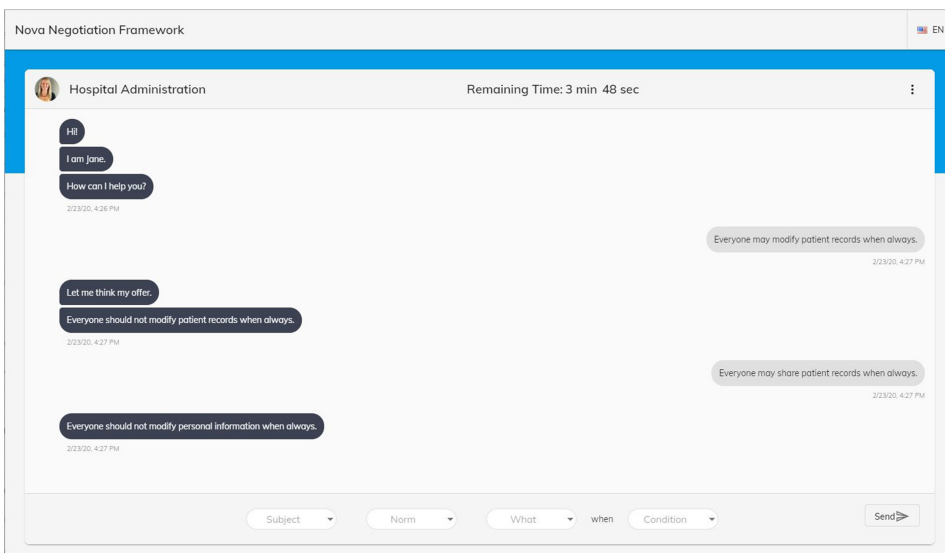 Nova Negotiation Framework
EN
Hospital Administration
Remaining Time: 3 min 48 sec
Hi!
I am Jane.
How can I help you?
2/23/20, 4:26 PM
Everyone may modify patient records when always.
2/23/20, 4:27 PM
Let me think my offer.
Everyone should not modify patient records when always.
2/23/20, 4:27 PM
Everyone may share patient records when always.
2/23/20, 4:27 PM
Everyone should not modify personal information when always.
2/23/20, 4:27 PM
Subject Norm What when Condition Send